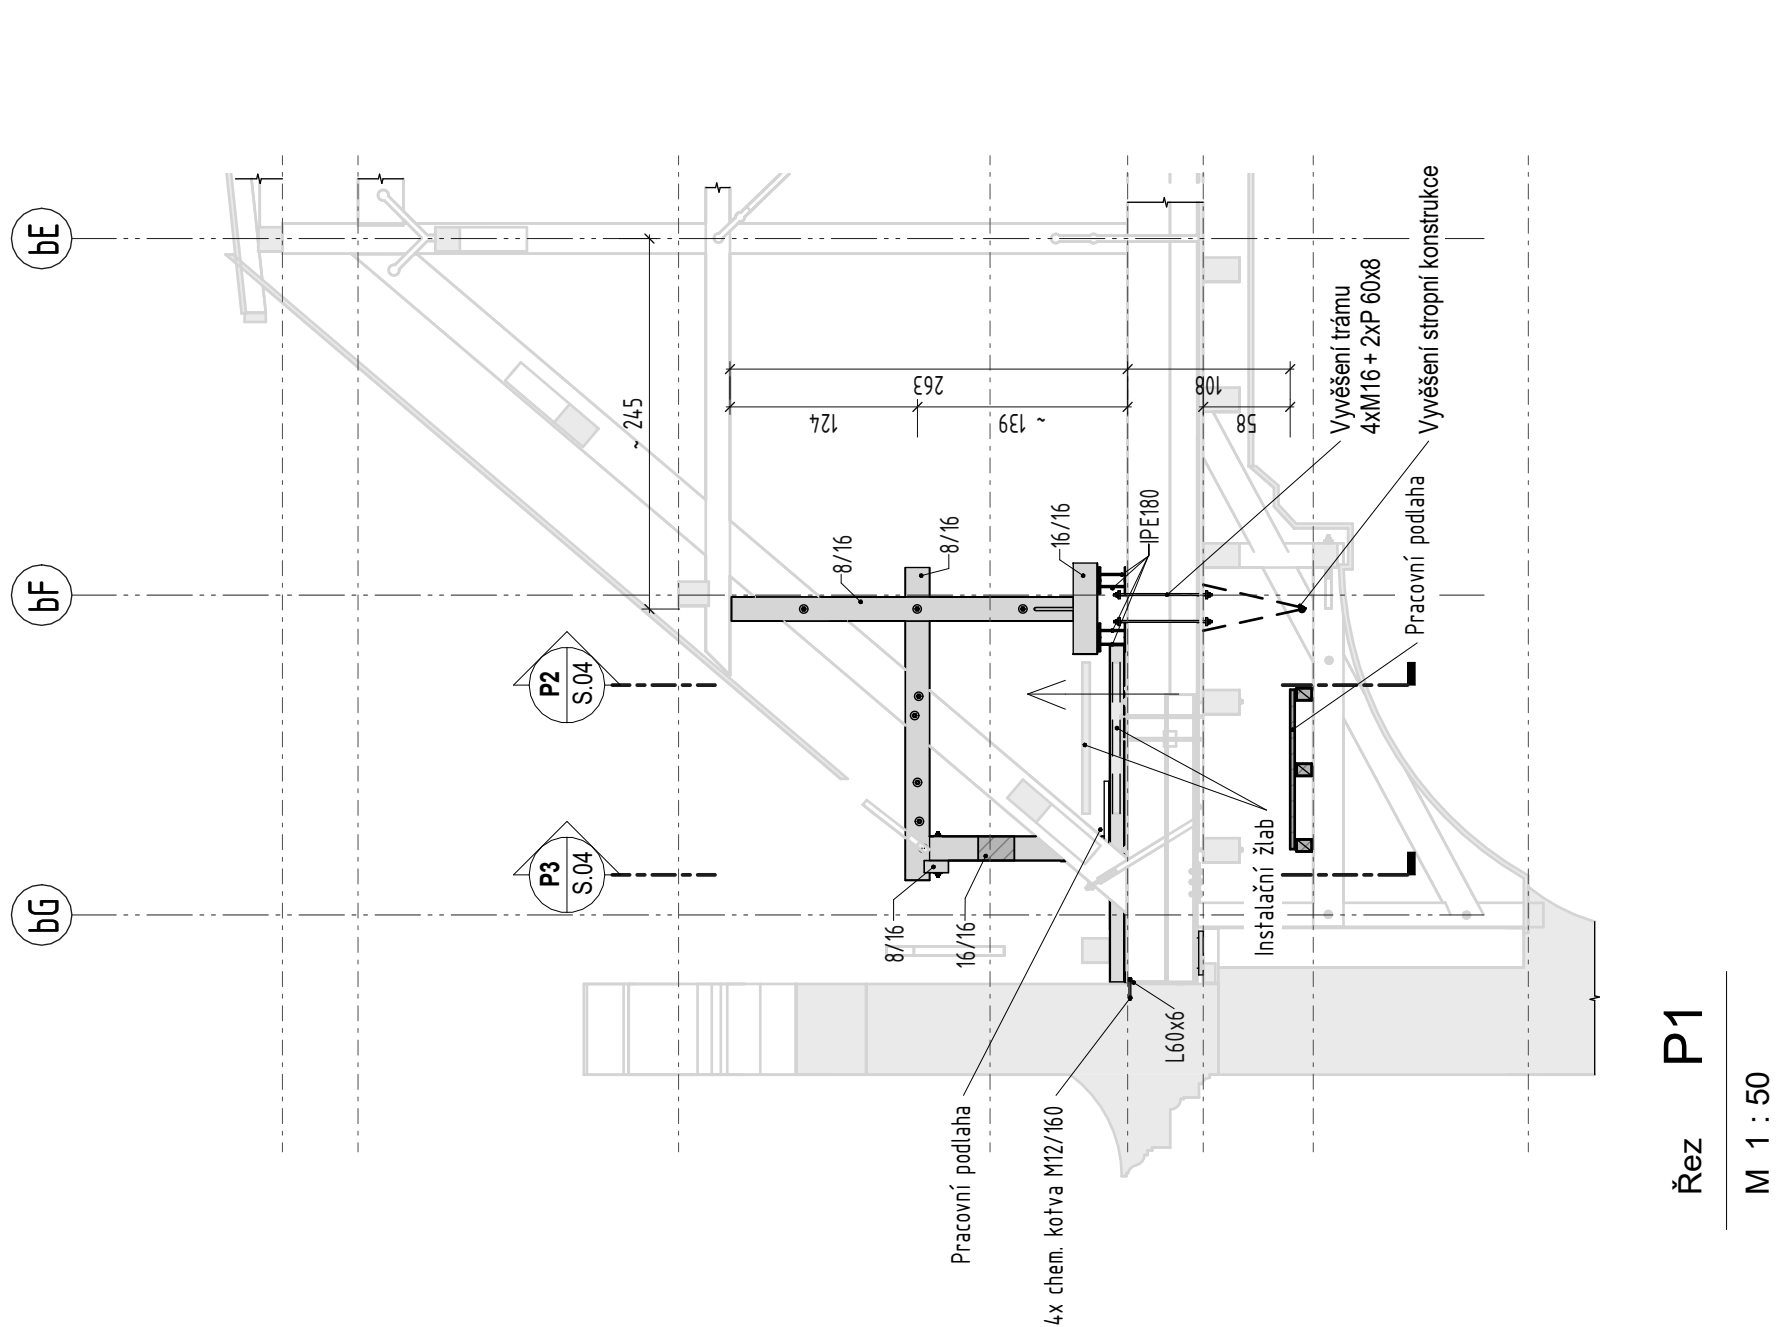 bE
bF
bG
P2
S.04
P3
S.04
~ 245
124
263
~ 139
108
58
8/16
8/16
16/16
IPE180
8/16
16/16
Vyvěšení trámu
4xM16 + 2xP 60x8
Vyvěšení stropní konstrukce
Pracovní podlaha
Instalační žlab
L60x6
Pracovní podlaha
4x chem. kotva M12/160
Řez P1
M 1 : 50